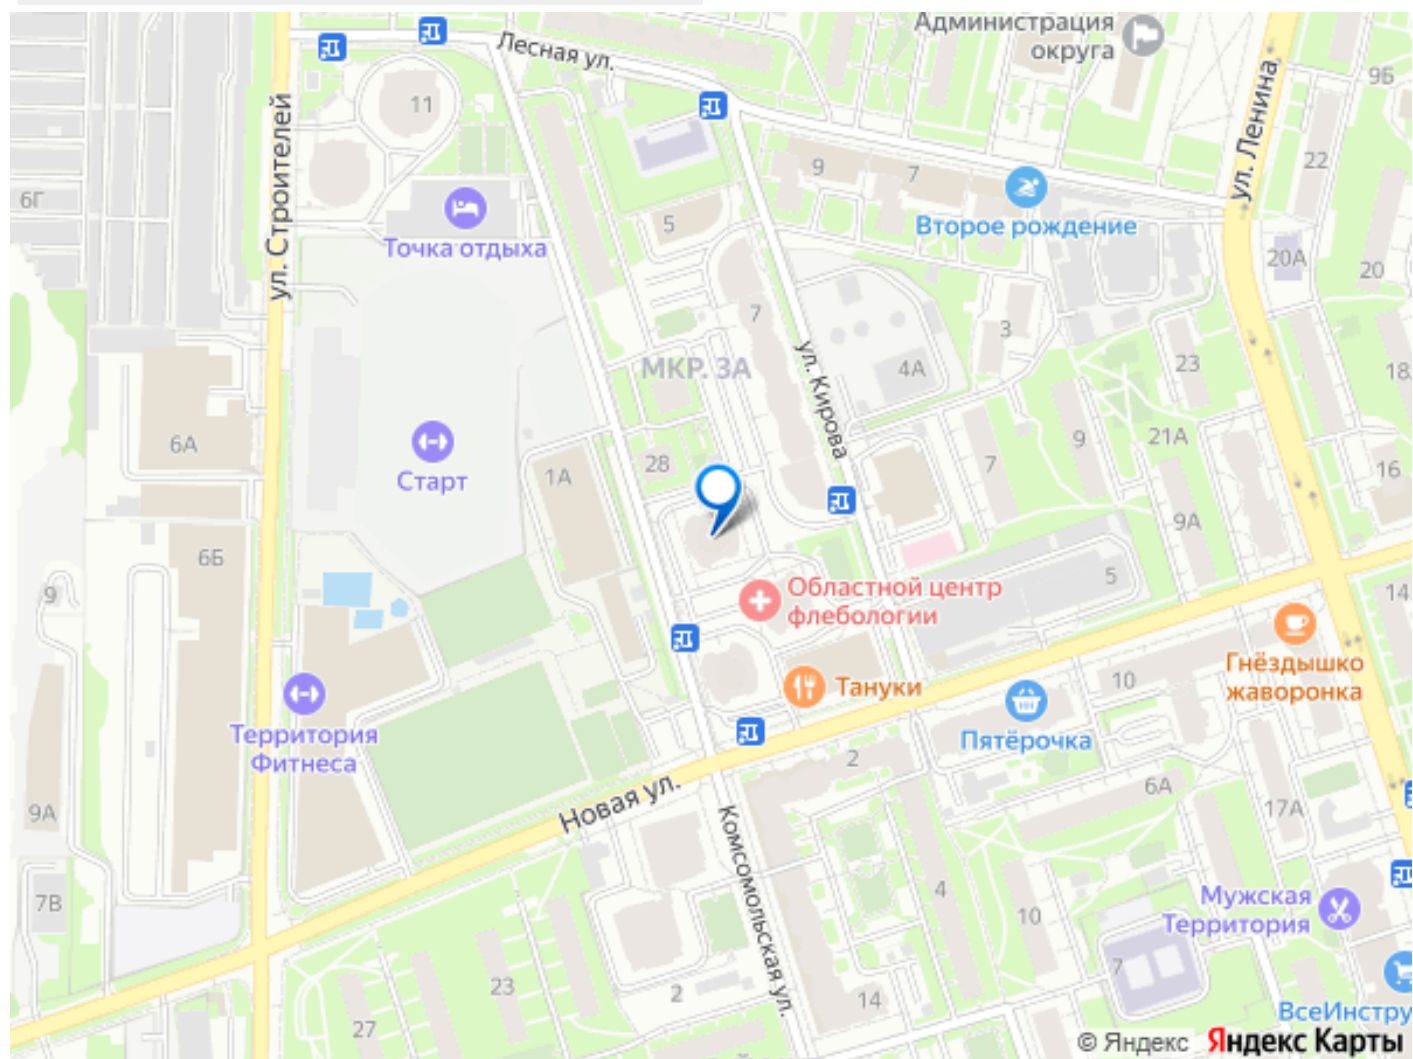 Администрация
округа
Лесная ул.
9Б
11
ул. Строителей
ул. Ленина
9
7
22
6Г
5
Второе рождение
Точка отдыха
20А
20
7
3
МКР. 3А
ул. Кирова
4А
23
18
6А
Старт
28
1А
7
9
21А
16
9А
6Б
5
9
Областной центр
флебологии
14
Гнёздышко
жаворонка
Тануки
10
Пятёрочка
Территория
Фитнеса
2
6А
Новая ул.
17А
9А
Комсомольская ул.
4
7В
10
Мужская
Территория
7
23
2
14
27
ВсеИнстру
© Яндекс Яндекс Карты